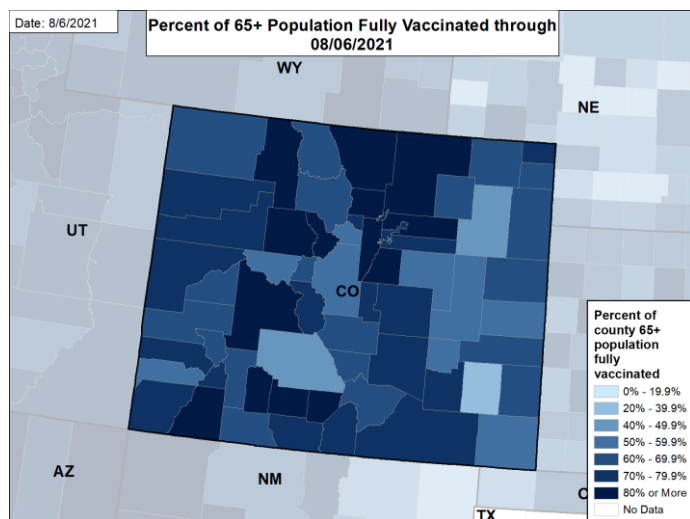 Date: 8/6/2021
Percent of 65+ Population Fully Vaccinated through
08/06/2021
WY
NE
UT
CO
Percent of
county 65+
population
fully
vaccinated
0% - 19.9%
20% - 39.9%
40% - 49.9%
50% - 59.9%
60% - 69.9%
70% - 79.9%
80% or More
No Data
AZ
NM
TX